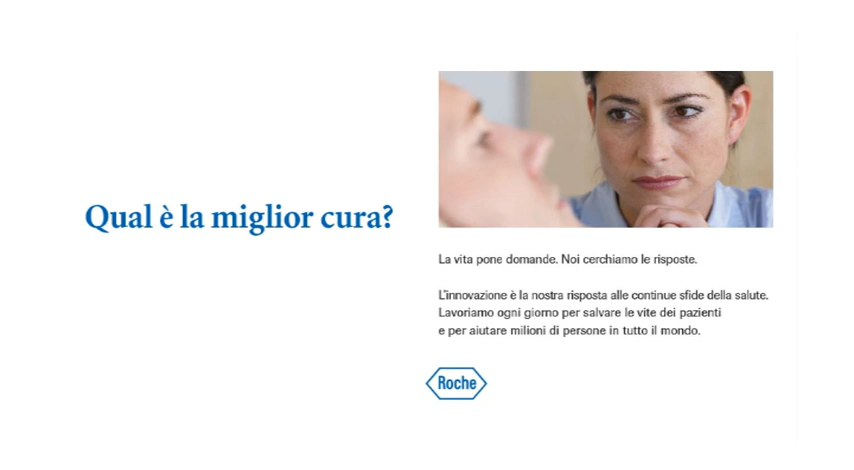 Qual è la miglior cura?
La vita pone domande. Noi cerchiamo le risposte.
L'innovazione è la nostra risposta alle continue sfide della salute.
Lavoriamo ogni giorno per salvare le vite dei pazienti
e per aiutare milioni di persone in tutto il mondo.
Roche